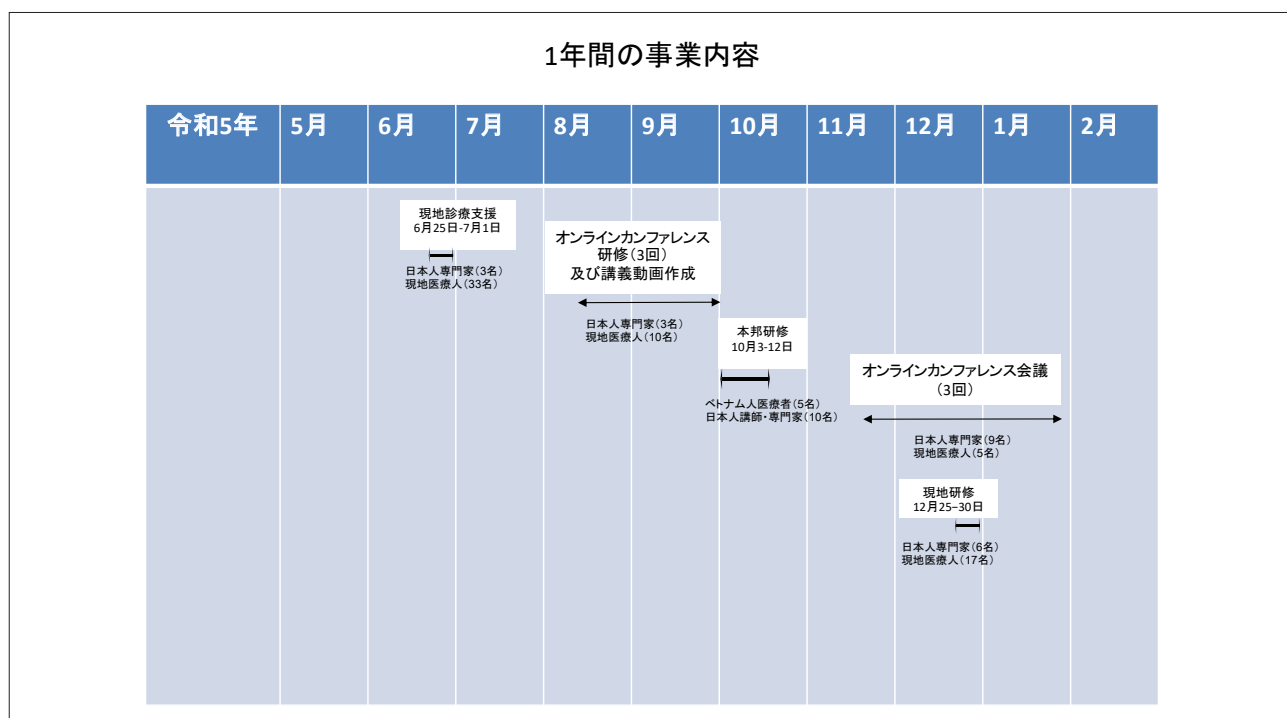 1年間の事業内容
令和5年 5月 6月 7月 8月 9月 10月 11月 12月 1月 2月
現地診療支援
6月25日-7月1日
日本人専門家(3名)
現地医療人(33名)
オンラインカンファレンス
研修(3回)
及び講義動画作成
日本人専門家(3名)
現地医療人(10名)
本邦研修
10月3-12日
ベトナム人医療者(5名)
日本人講師・専門家(10名)
オンラインカンファレンス会議
(3回)
日本人専門家(9名)
現地医療人(5名)
現地研修
12月25-30日
日本人専門家(6名)
現地医療人(17名)